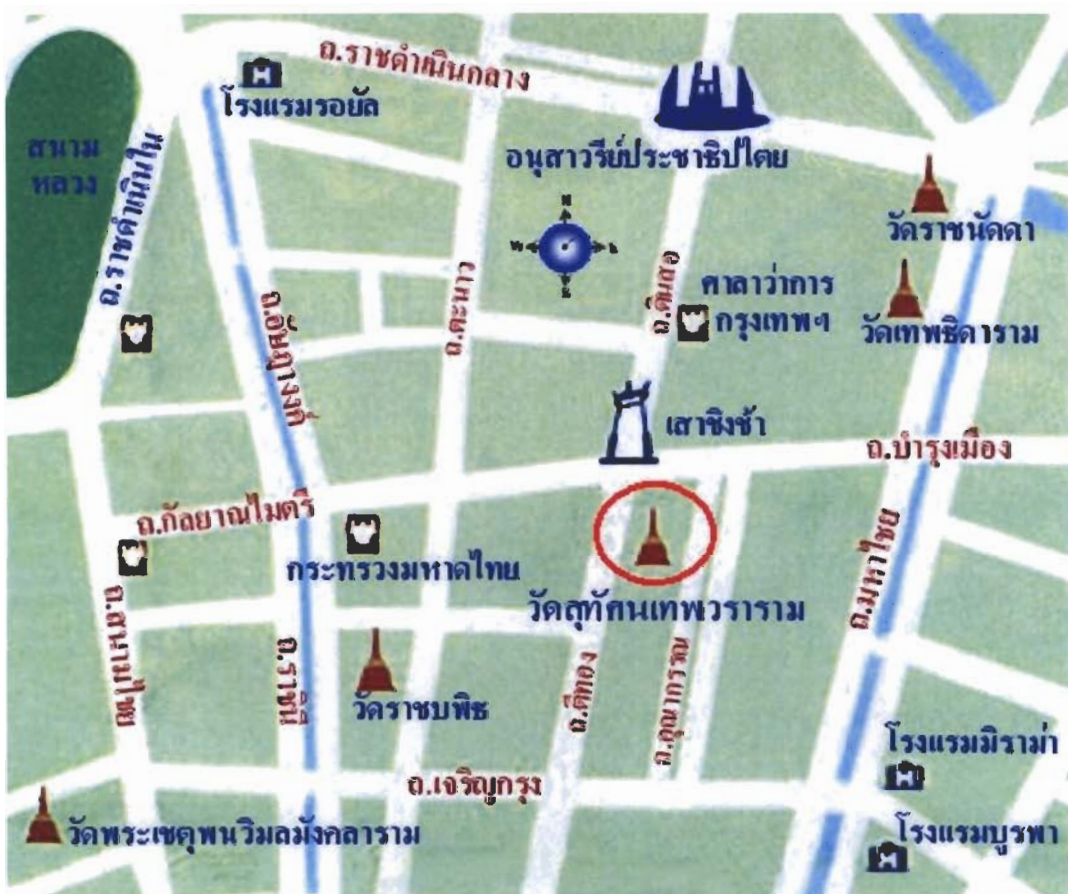 ถ.ราชดำเนินกลาง
โรงแรมรอยัล
สนาม
หลวง
ถ.ราชดำเนินใน
อนุสาวรีย์ประชาธิปไตย
วัดราชนัดดา
N
W
E
S
ถ.ตะนาว
ถ.ดินสอ
ศาลาว่าการ
กรุงเทพฯ
วัดเทพธิดาราม
ถ.อัษฎางงค์
เสาชิงช้า
ถ.บำรุงเมือง
ถ.กัลยาณไมตรี
กระทรวงมหาดไทย
วัดสุทัศนเทพวราราม
ถ.มหาไชย
ถ.สนามไชย
ถ.ราชินี
วัดราชบพิธ
ถ.ตีทอง
ถ.อุณากรรณ
โรงแรมมิราม่า
ถ.เจริญกรุง
วัดพระเชตุพนวิมลมังคลาราม
โรงแรมบูรพา